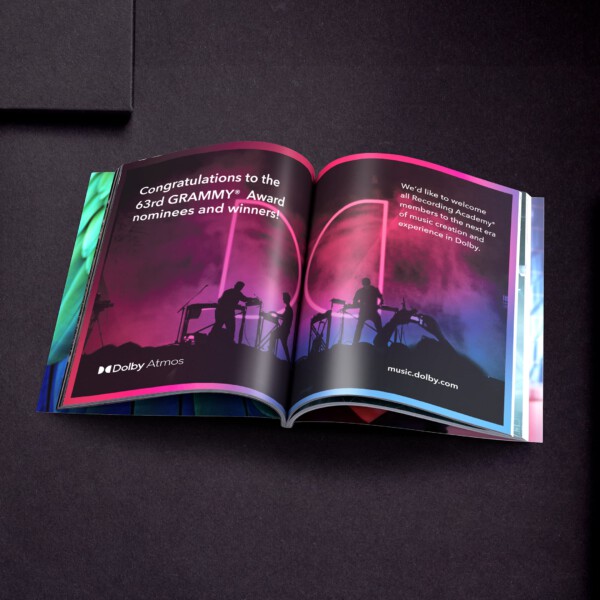 Congratulations to the
63rd GRAMMY® Award
nominees and winners!
We'd like to welcome
all Recording Academy®
members to the next era
of music creation and
experience in Dolby.
Dolby Atmos
music.dolby.com